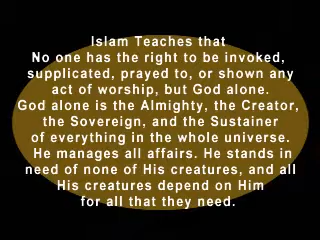 Islam Teaches that
No one has the right to be invoked,
supplicated, prayed to, or shown any
act of worship, but God alone.
God alone is the Almighty, the Creator,
the Sovereign, and the Sustainer
of everything in the whole universe.
He manages all affairs. He stands in
need of none of His creatures, and all
His creatures depend on Him
for all that they need.